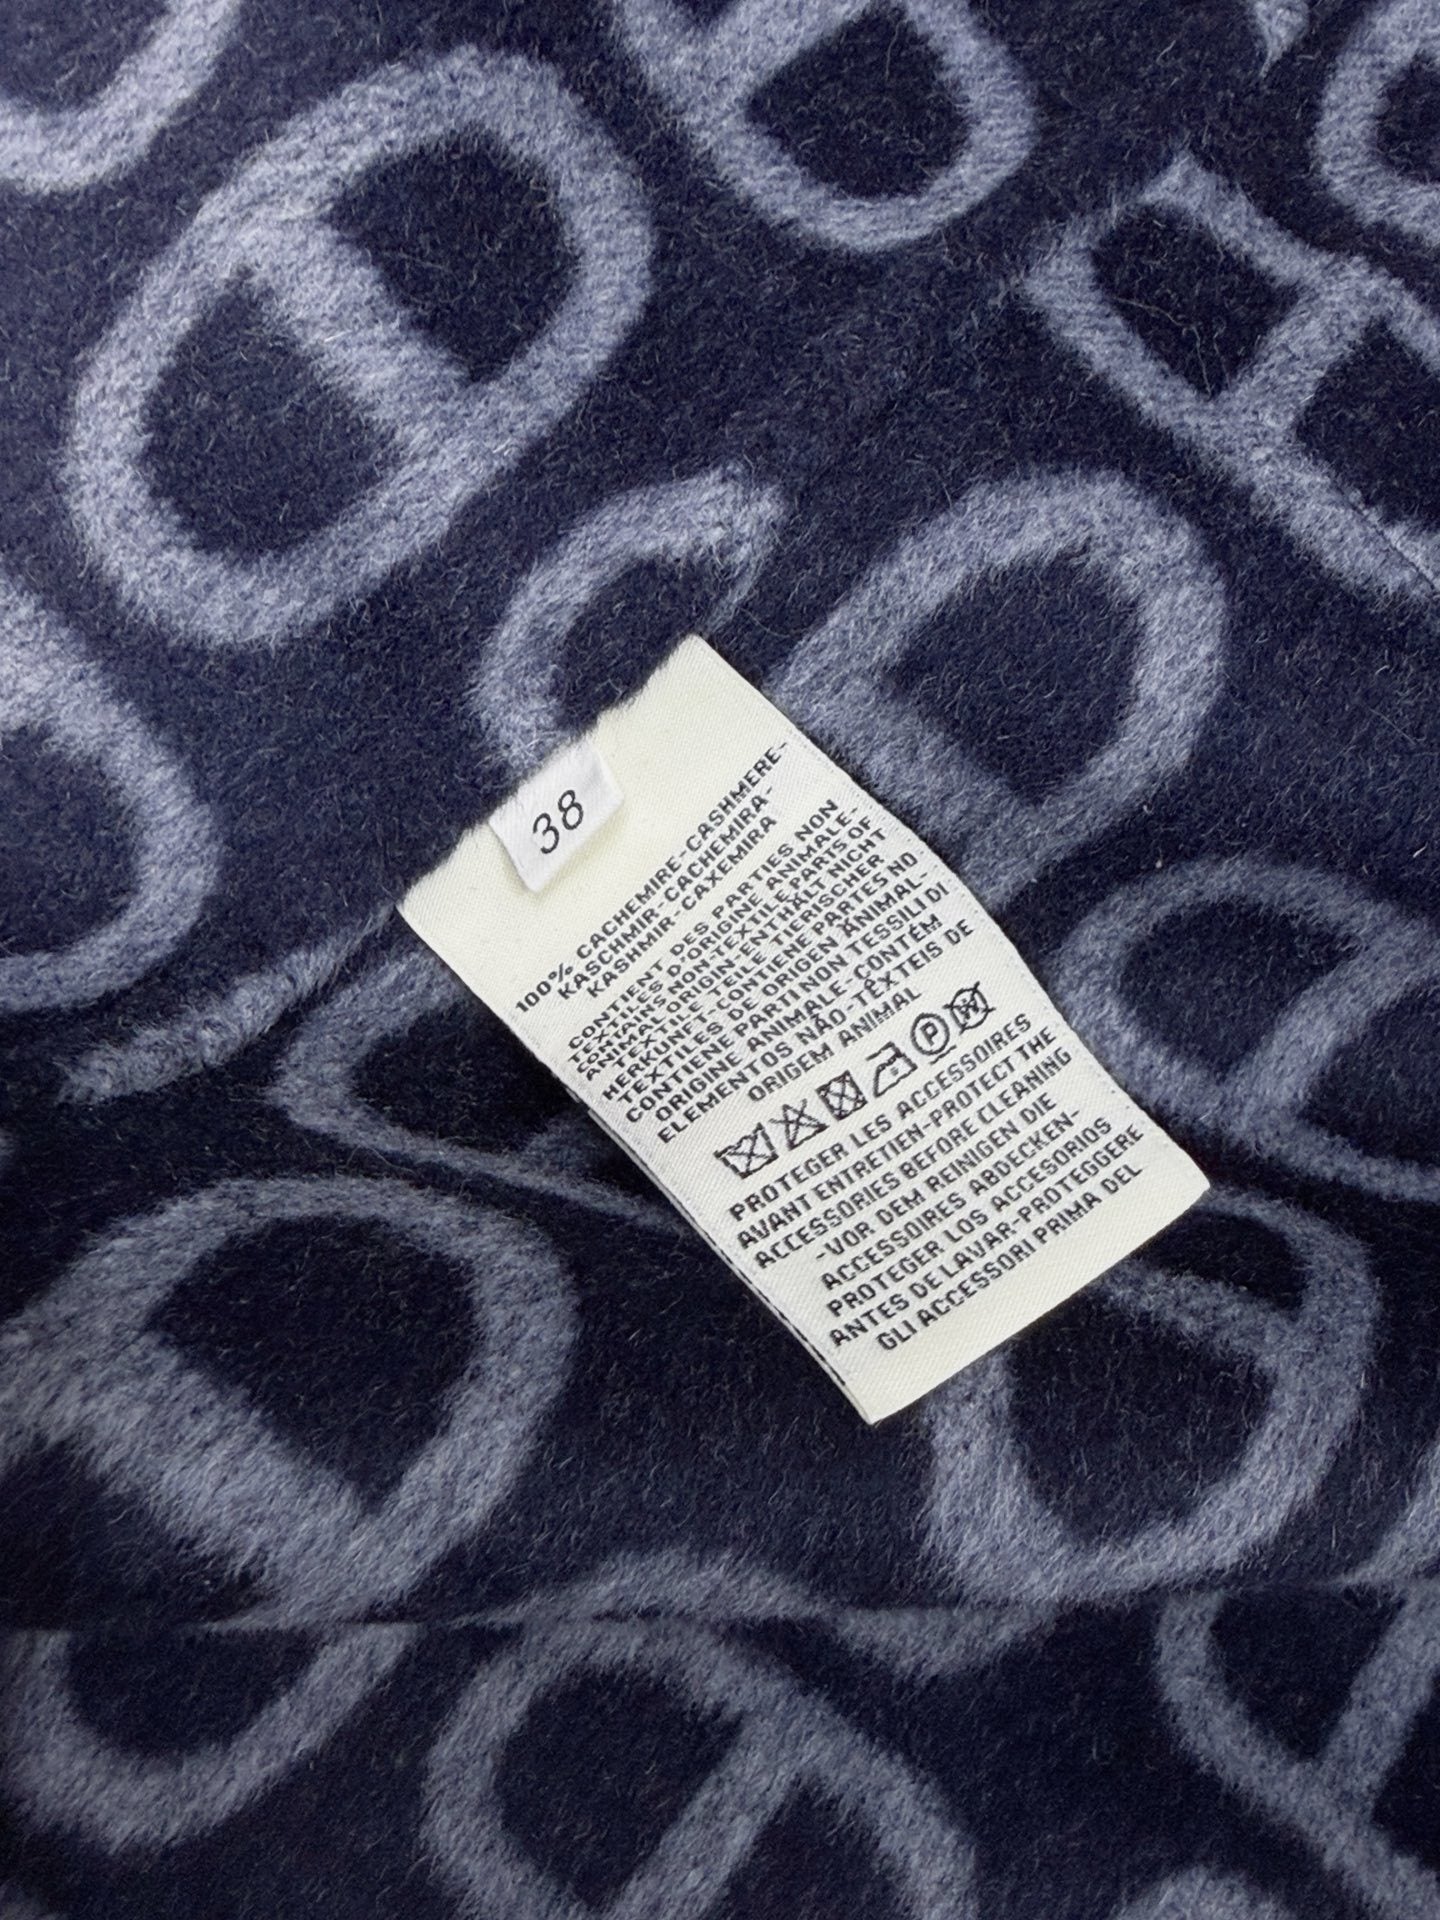 38
100% CACHEMIRE-CASHMERE-
KASCHMIR-CACHEMIRA-
KASHMIR-CAXEMIRA
CONTIENT DES PARTIES NON
TEXTILES D'ORIGINE ANIMALE-
CONTAINS NON-TEXTILE PARTS OF
ANIMAL ORIGIN-ENTHÄLT NICHT
TEXTILE TEILE TIERISCHER
HERKUNFT-CONTIENE PARTES NO
TEXTILES DE ORIGEN ANIMAL-
CONTIENE PARTI NON TESSILI DI
ORIGINE ANIMALE-CONTÉM
ELEMENTOS NÃO-TÊXTEIS DE
ORIGEM ANIMAL
P
PROTEGER LES ACCESSOIRES
AVANT ENTRETIEN-PROTECT THE
ACCESSORIES BEFORE CLEANING
-VOR DEM REINIGEN DIE
ACCESSOIRES ABDECKEN-
PROTEGER LOS ACCESORIOS
ANTES DE LAVAR-PROTEGGERE
GLI ACCESSORI PRIMA DEL